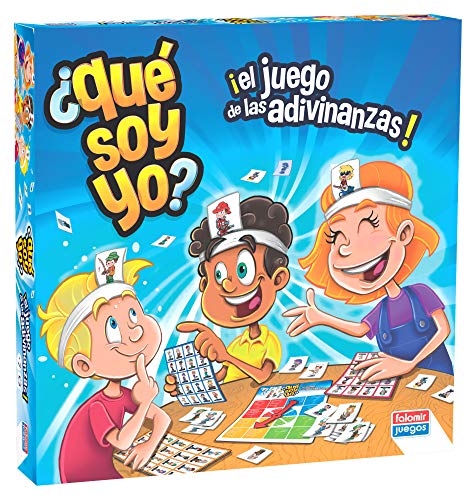 ¿qué
soy
yo?
¡el juego
de las adivinanzas!
falomir
juegos